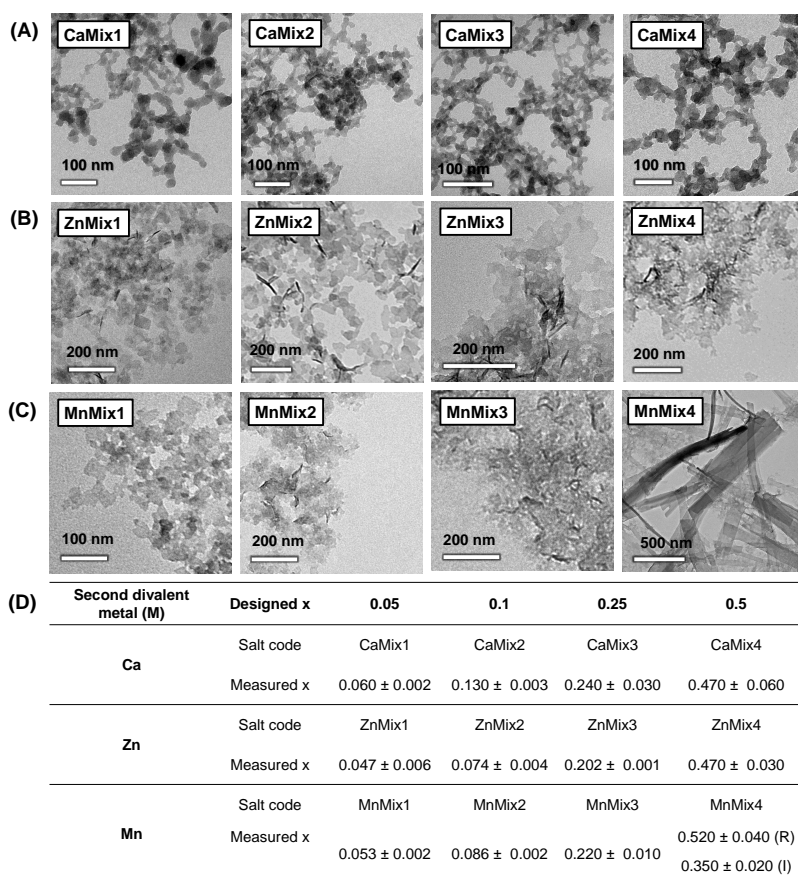 (A)
CaMix1
CaMix2
CaMix3
CaMix4
100 nm
100 nm
100 nm
100 nm
(B)
ZnMix1
ZnMix2
ZnMix3
ZnMix4
200 nm
200 nm
200 nm
200 nm
(C)
MnMix1
MnMix2
MnMix3
MnMix4
100 nm
200 nm
200 nm
500 nm
(D)
Second divalent metal (M) Designed x 0.05 0.1 0.25 0.5
Ca
Salt code CaMix1 CaMix2 CaMix3 CaMix4
Measured x 0.060 ± 0.002 0.130 ± 0.003 0.240 ± 0.030 0.470 ± 0.060
Zn
Salt code ZnMix1 ZnMix2 ZnMix3 ZnMix4
Measured x 0.047 ± 0.006 0.074 ± 0.004 0.202 ± 0.001 0.470 ± 0.030
Mn
Salt code MnMix1 MnMix2 MnMix3 MnMix4
Measured x 0.053 ± 0.002 0.086 ± 0.002 0.220 ± 0.010 0.520 ± 0.040 (R)
0.350 ± 0.020 (I)